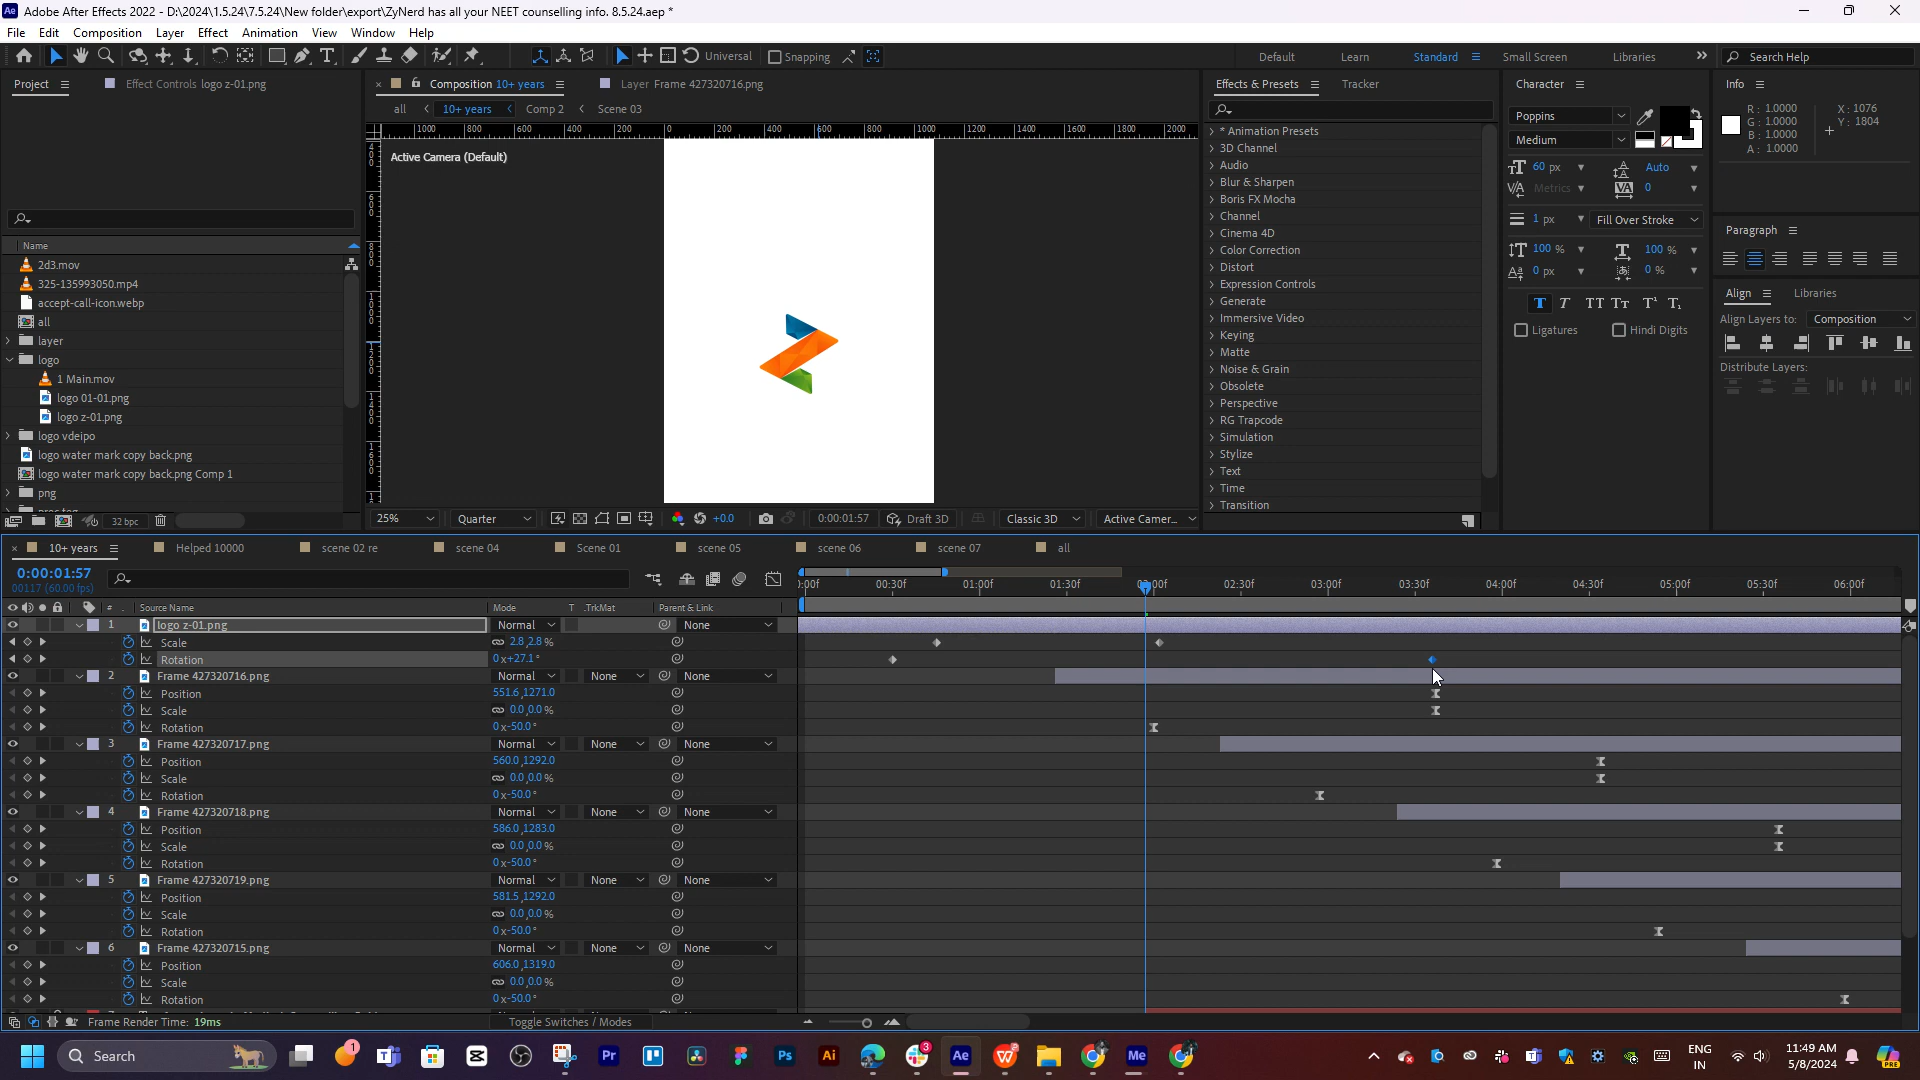 Adobe After Effects 2022 - D:\2024\1.5.24\7.5.24\New folder\export\ZyNerd has all your NEET counselling info. 8.5.24.aep *
File Edit Composition Layer Effect Animation View Window Help
Universal Snapping Default Learn Standard Small Screen Libraries Search Help
Project Effect Controls logo z-01.png
Composition 10+ years Layer Frame 427320716.png
all 10+ years Comp 2 Scene 03
1000 800 600 400 200 0 200 400 600 800 1000 1200 1400 1600 1800 2000
Active Camera (Default)
Name
2d3.mov
325-135993050.mp4
accept-call-icon.webp
all
layer
logo
1 Main.mov
logo 01-01.png
logo z-01.png
logo vdeipo
logo water mark copy back.png
logo water mark copy back.png Comp 1
png
32 bpc
25% Quarter +0.0 0:00:01:57 Draft 3D Classic 3D Active Camer...
Effects & Presets Tracker
* Animation Presets
3D Channel
Audio
Blur & Sharpen
Boris FX Mocha
Channel
Cinema 4D
Color Correction
Distort
Expression Controls
Generate
Immersive Video
Keying
Matte
Noise & Grain
Obsolete
Perspective
RG Trapcode
Simulation
Stylize
Text
Time
Transition
Character
Poppins
Medium
60 px Auto
Metrics 0
1 px Fill Over Stroke
100 % 100 %
0 px 0 %
Ligatures Hindi Digits
Info
R: 1.0000
G: 1.0000
B: 1.0000
A: 1.0000
X: 1076
Y: 1804
Paragraph
Align Libraries
Align Layers to: Composition
Distribute Layers:
10+ years Helped 10000 scene 02 re scene 04 Scene 01 scene 05 scene 06 scene 07 all
0:00:01:57
00117 (60.00 fps)
):00f 00:30f 01:00f 01:30f 02:00f 02:30f 03:00f 03:30f 04:00f 04:30f 05:00f 05:30f 06:00f
# Source Name Mode T .TrkMat Parent & Link
1 logo z-01.png Normal None
Scale 2.8,2.8%
Rotation 0x+27.1°
2 Frame 427320716.png Normal None None
Position 551.6,1271.0
Scale 0.0,0.0%
Rotation 0x-50.0°
3 Frame 427320717.png Normal None None
Position 560.0,1292.0
Scale 0.0,0.0%
Rotation 0x-50.0°
4 Frame 427320718.png Normal None None
Position 586.0,1283.0
Scale 0.0,0.0%
Rotation 0x-50.0°
5 Frame 427320719.png Normal None None
Position 581.5,1292.0
Scale 0.0,0.0%
Rotation 0x-50.0°
6 Frame 427320715.png Normal None None
Position 606.0,1319.0
Scale 0.0,0.0%
Rotation 0x-50.0°
Frame Render Time: 19ms Toggle Switches / Modes
Search
ENG
IN
11:49 AM
5/8/2024